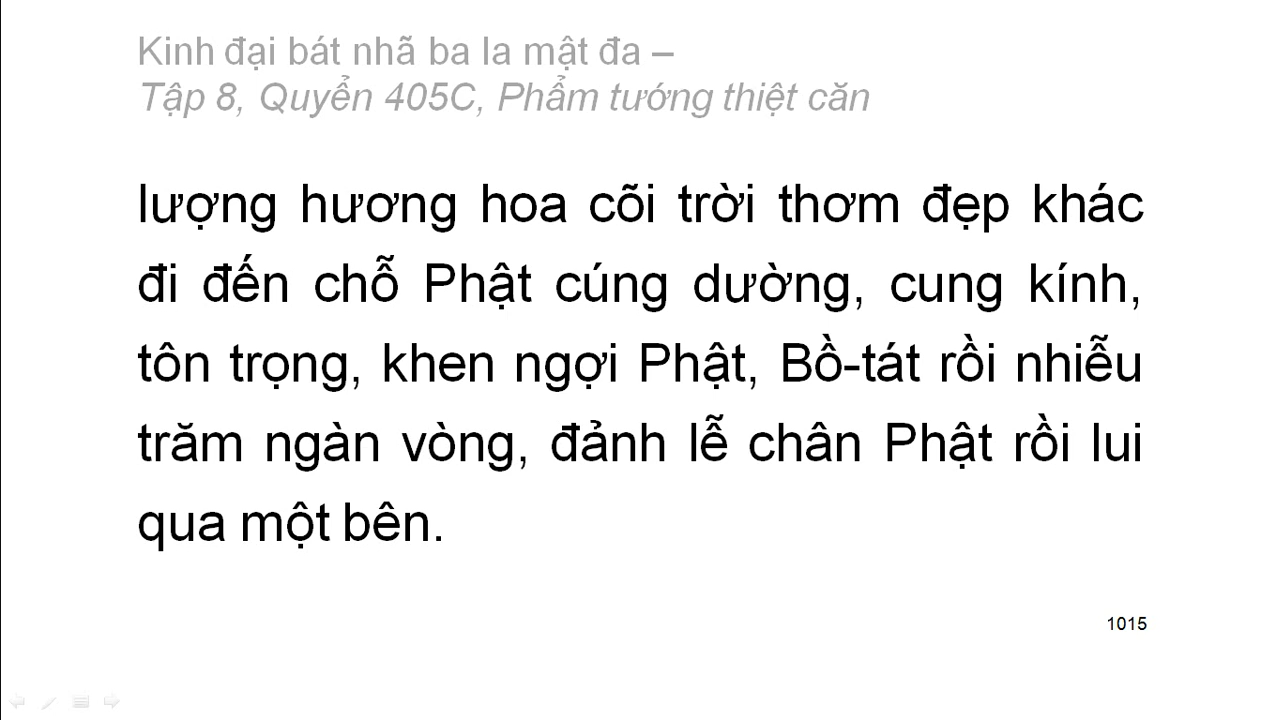 Kinh đại bát nhã ba la mật đa –
Tập 8, Quyển 405C, Phẩm tướng thiệt căn
lượng hương hoa cõi trời thơm đẹp khác
đi đến chỗ Phật cúng dường, cung kính,
tôn trọng, khen ngợi Phật, Bồ-tát rồi nhiễu
trăm ngàn vòng, đảnh lễ chân Phật rồi lui
qua một bên.
1015